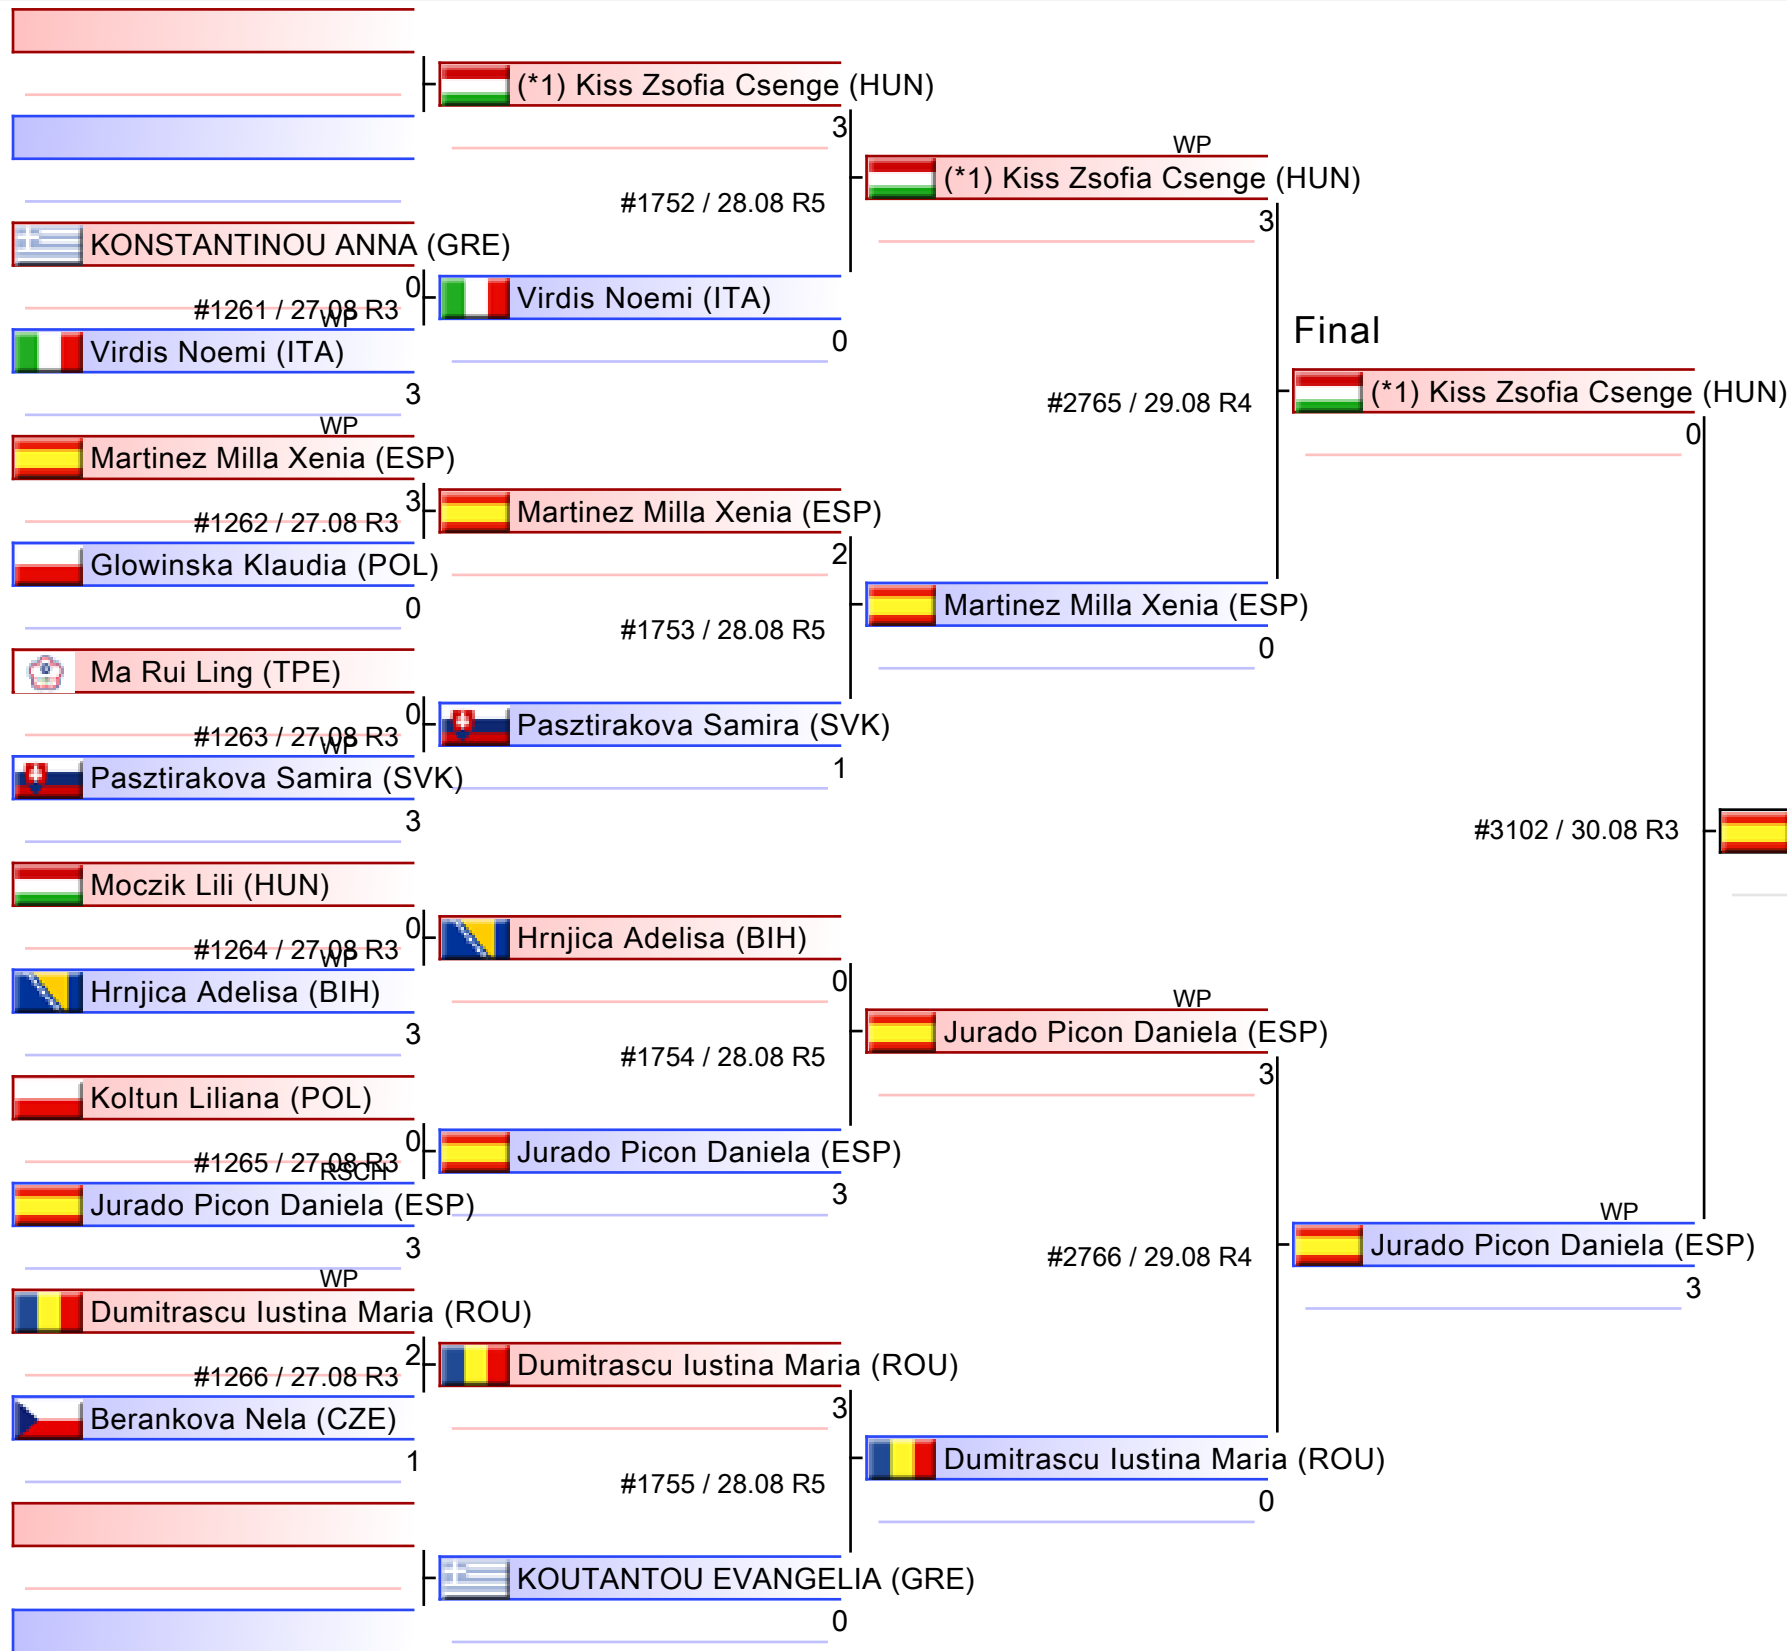 (*1) Kiss Zsofia Csenge (HUN)
3
#1752 / 28.08 R5
KONSTANTINOU ANNA (GRE)
0
#1261 / 27.08 R3
WP
Virdis Noemi (ITA)
3
Virdis Noemi (ITA)
0
WP
(*1) Kiss Zsofia Csenge (HUN)
3
#2765 / 29.08 R4
WP
Martinez Milla Xenia (ESP)
3
#1262 / 27.08 R3
Glowinska Klaudia (POL)
0
Martinez Milla Xenia (ESP)
2
#1753 / 28.08 R5
Ma Rui Ling (TPE)
0
#1263 / 27.08 R3
WP
Pasztirakova Samira (SVK)
3
Pasztirakova Samira (SVK)
1
Martinez Milla Xenia (ESP)
0
Final
(*1) Kiss Zsofia Csenge (HUN)
0
#3102 / 30.08 R3
Moczik Lili (HUN)
0
#1264 / 27.08 R3
WP
Hrnjica Adelisa (BIH)
3
Hrnjica Adelisa (BIH)
0
#1754 / 28.08 R5
Koltun Liliana (POL)
0
#1265 / 27.08 R3
RSCH
Jurado Picon Daniela (ESP)
3
Jurado Picon Daniela (ESP)
3
WP
Jurado Picon Daniela (ESP)
3
#2766 / 29.08 R4
WP
Dumitrascu Iustina Maria (ROU)
2
#1266 / 27.08 R3
Berankova Nela (CZE)
1
Dumitrascu Iustina Maria (ROU)
3
#1755 / 28.08 R5
KOUTANTOU EVANGELIA (GRE)
0
Dumitrascu Iustina Maria (ROU)
0
WP
Jurado Picon Daniela (ESP)
3